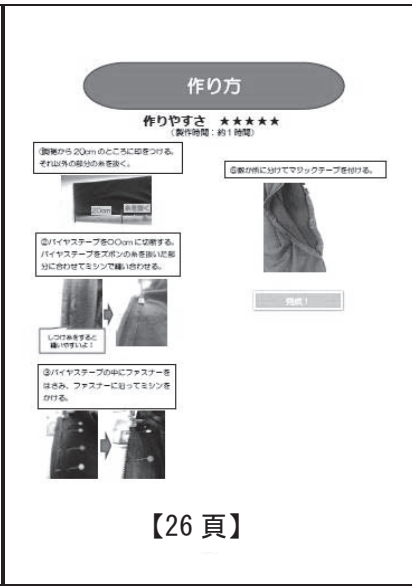 作り方
作りやすさ ★★★★★
（製作時間：約1時間）
①脚裾から20cmのところに印をつける。
それ以外の部分の糸を抜く。
20cm
糸を抜く
②バイヤステープを〇〇cmに切断する。
バイヤステープをズボンの糸を抜いた部
分に合わせてミシンで縫い合わせる。
しつけ糸をすると
縫いやすいよ！
③バイヤステープの中にファスナーを
はさみ、ファスナーに沿ってミシンを
かける。
数か所に分けてマジックテープを付ける。
完成！
【26頁】